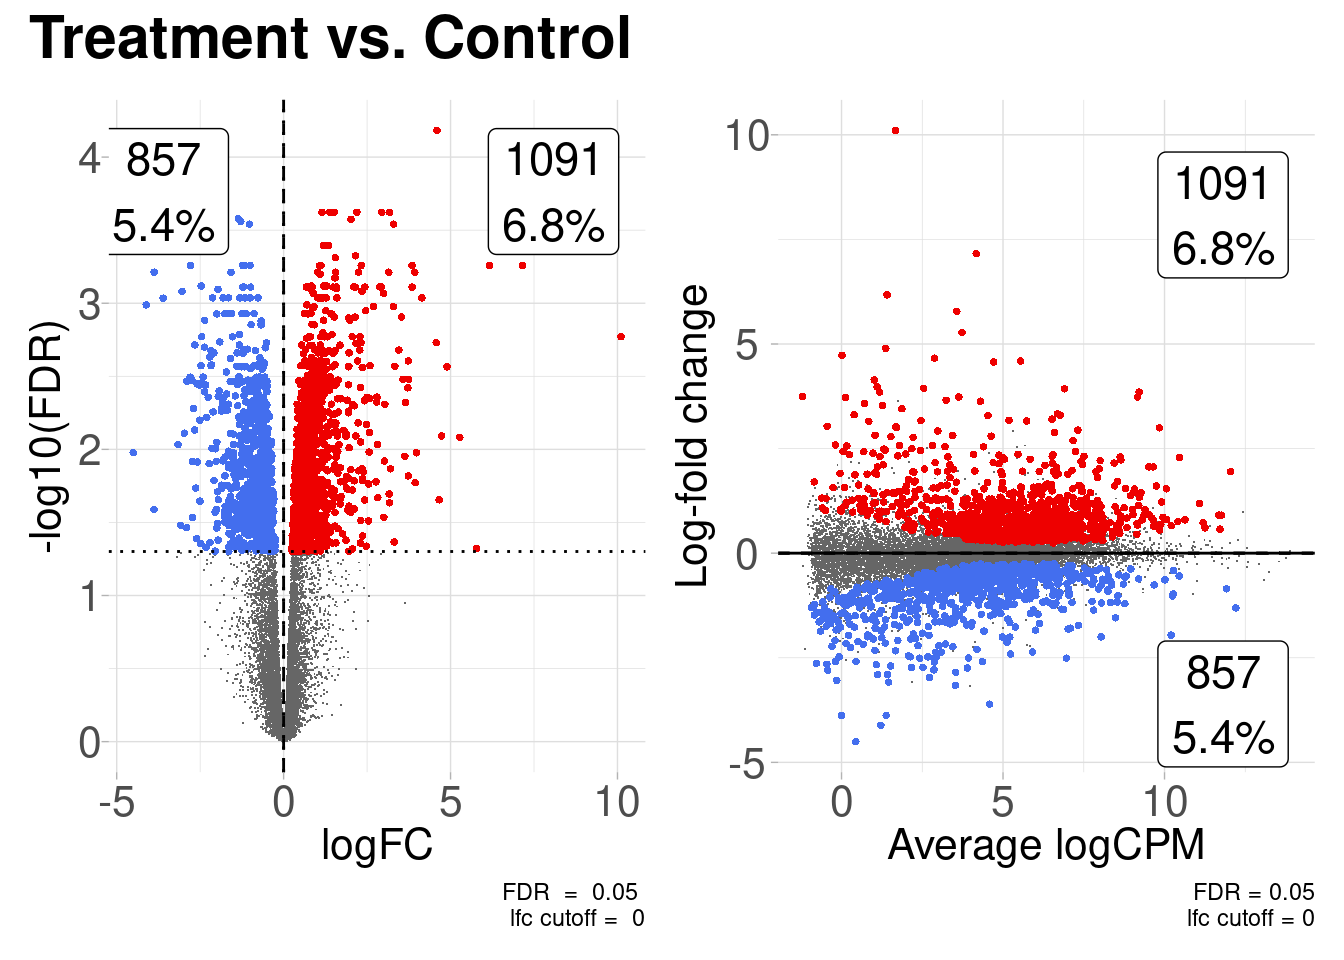 Treatment vs. Control
857
5.4%
1091
6.8%
4
3
2
1
0
-log10(FDR)
-5
0
5
10
logFC
FDR  =  0.05
lfc cutoff =  0
1091
6.8%
857
5.4%
10
5
0
-5
Log-fold change
0
5
10
Average logCPM
FDR = 0.05
lfc cutoff = 0